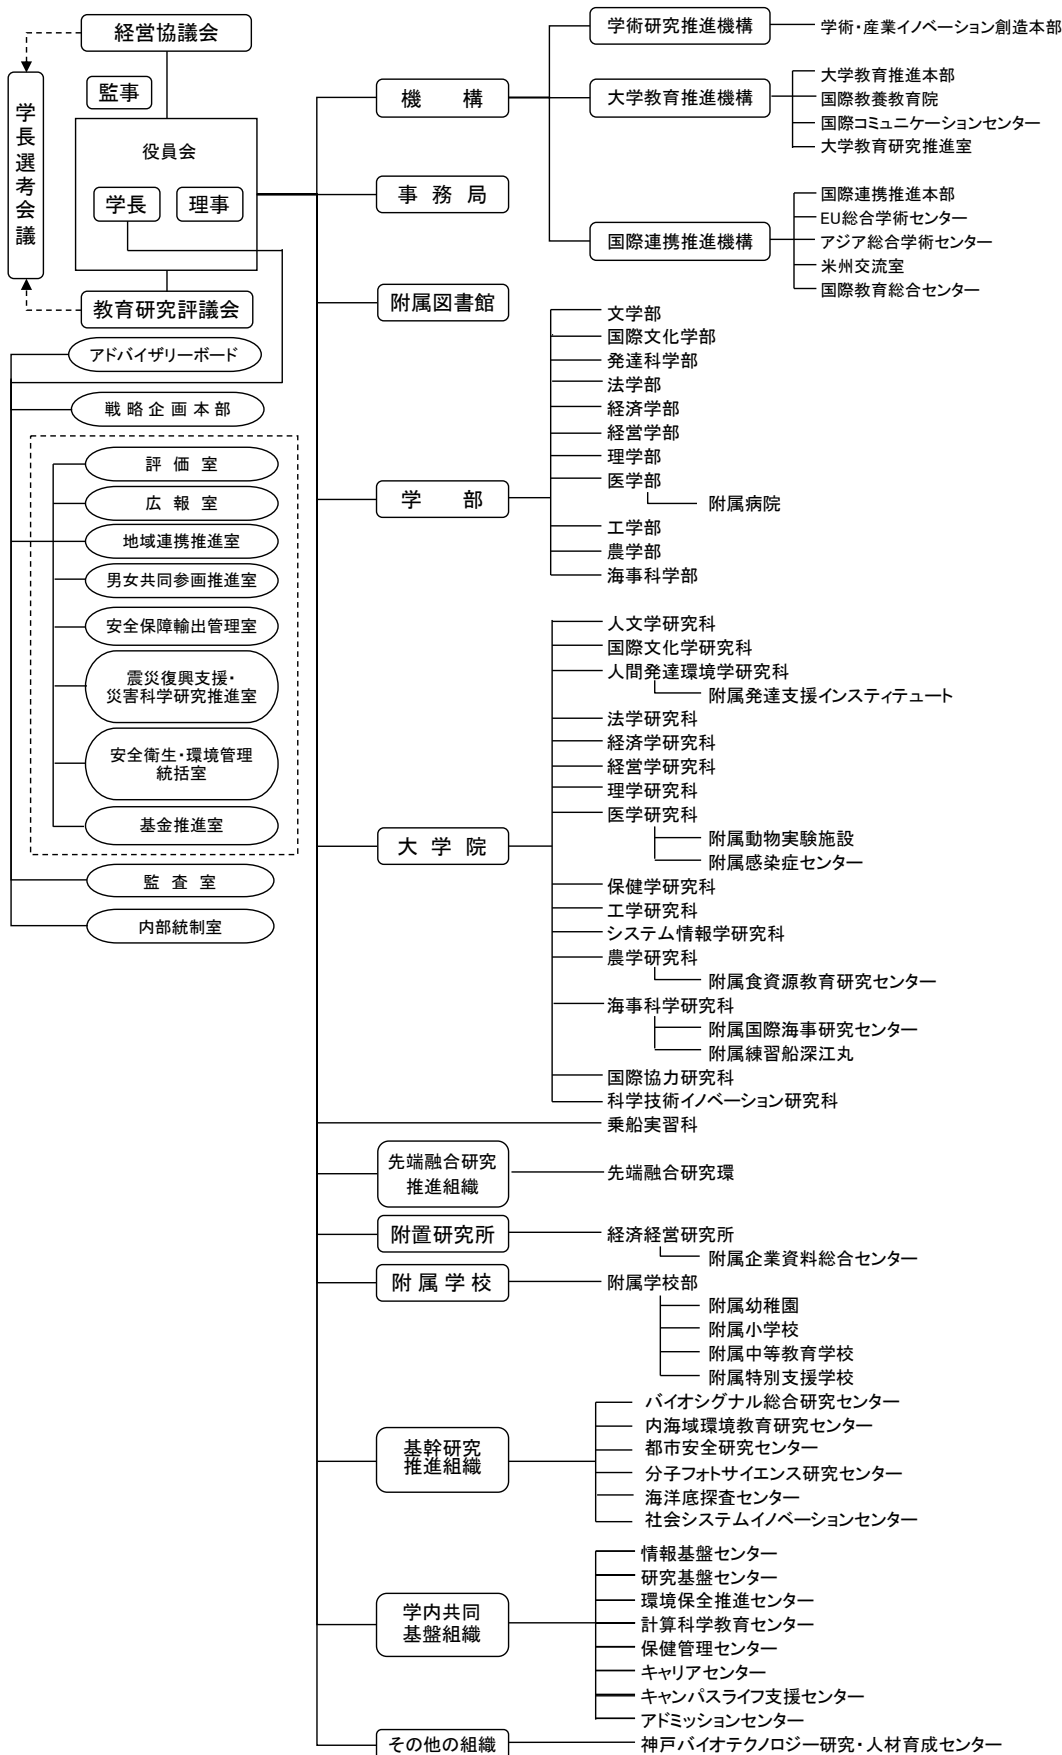 経営協議会
監事
学長選考会議
役員会
学長
理事
教育研究評議会
アドバイザリーボード
戦略企画本部
評価室
広報室
地域連携推進室
男女共同参画推進室
安全保障輸出管理室
震災復興支援・
災害科学研究推進室
安全衛生・環境管理
統括室
基金推進室
監査室
内部統制室
機構
学術研究推進機構
学術・産業イノベーション創造本部
大学教育推進機構
大学教育推進本部
国際教養教育院
国際コミュニケーションセンター
大学教育研究推進室
国際連携推進機構
国際連携推進本部
EU総合学術センター
アジア総合学術センター
米州交流室
国際教育総合センター
事務局
附属図書館
学部
文学部
国際文化学部
発達科学部
法学部
経済学部
経営学部
理学部
医学部
附属病院
工学部
農学部
海事科学部
大学院
人文学研究科
国際文化学研究科
人間発達環境学研究科
附属発達支援インスティテュート
法学研究科
経済学研究科
経営学研究科
理学研究科
医学研究科
附属動物実験施設
附属感染症センター
保健学研究科
工学研究科
システム情報学研究科
農学研究科
附属食資源教育研究センター
海事科学研究科
附属国際海事研究センター
附属練習船深江丸
国際協力研究科
科学技術イノベーション研究科
乗船実習科
先端融合研究
推進組織
先端融合研究環
附置研究所
経済経営研究所
附属企業資料総合センター
附属学校
附属学校部
附属幼稚園
附属小学校
附属中等教育学校
附属特別支援学校
基幹研究
推進組織
バイオシグナル総合研究センター
内海域環境教育研究センター
都市安全研究センター
分子フォトサイエンス研究センター
海洋底探査センター
社会システムイノベーションセンター
学内共同
基盤組織
情報基盤センター
研究基盤センター
環境保全推進センター
計算科学教育センター
保健管理センター
キャリアセンター
キャンパスライフ支援センター
アドミッションセンター
その他の組織
神戸バイオテクノロジー研究・人材育成センター